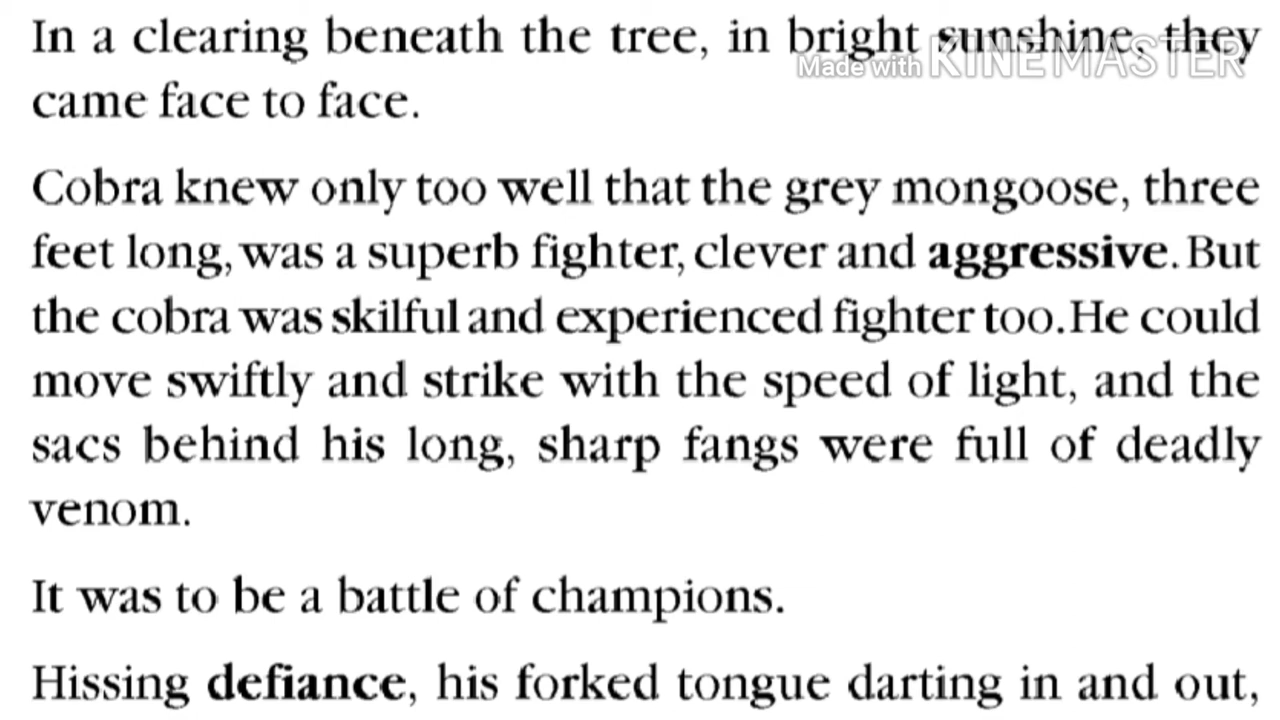 In a clearing beneath the tree, in bright sunshine, they
Made with KINEMASTER
came face to face.
Cobra knew only too well that the grey mongoose, three
feet long, was a superb fighter, clever and aggressive. But
the cobra was skilful and experienced fighter too. He could
move swiftly and strike with the speed of light, and the
sacs behind his long, sharp fangs were full of deadly
venom.
It was to be a battle of champions.
Hissing defiance, his forked tongue darting in and out,